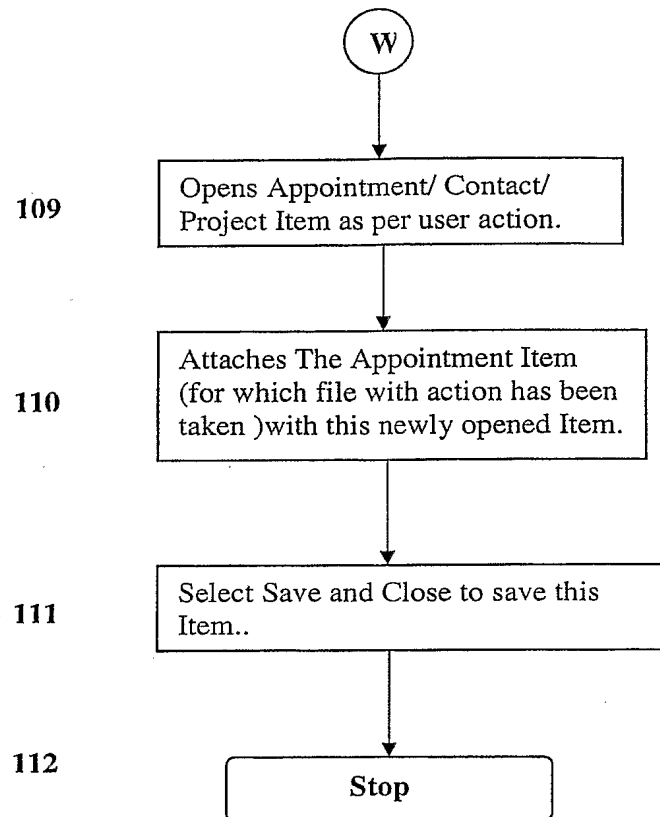 W
109
Opens Appointment/ Contact/
Project Item as per user action.
110
Attaches The Appointment Item
(for which file with action has been
taken )with this newly opened Item.
111
Select Save and Close to save this
Item..
112
Stop